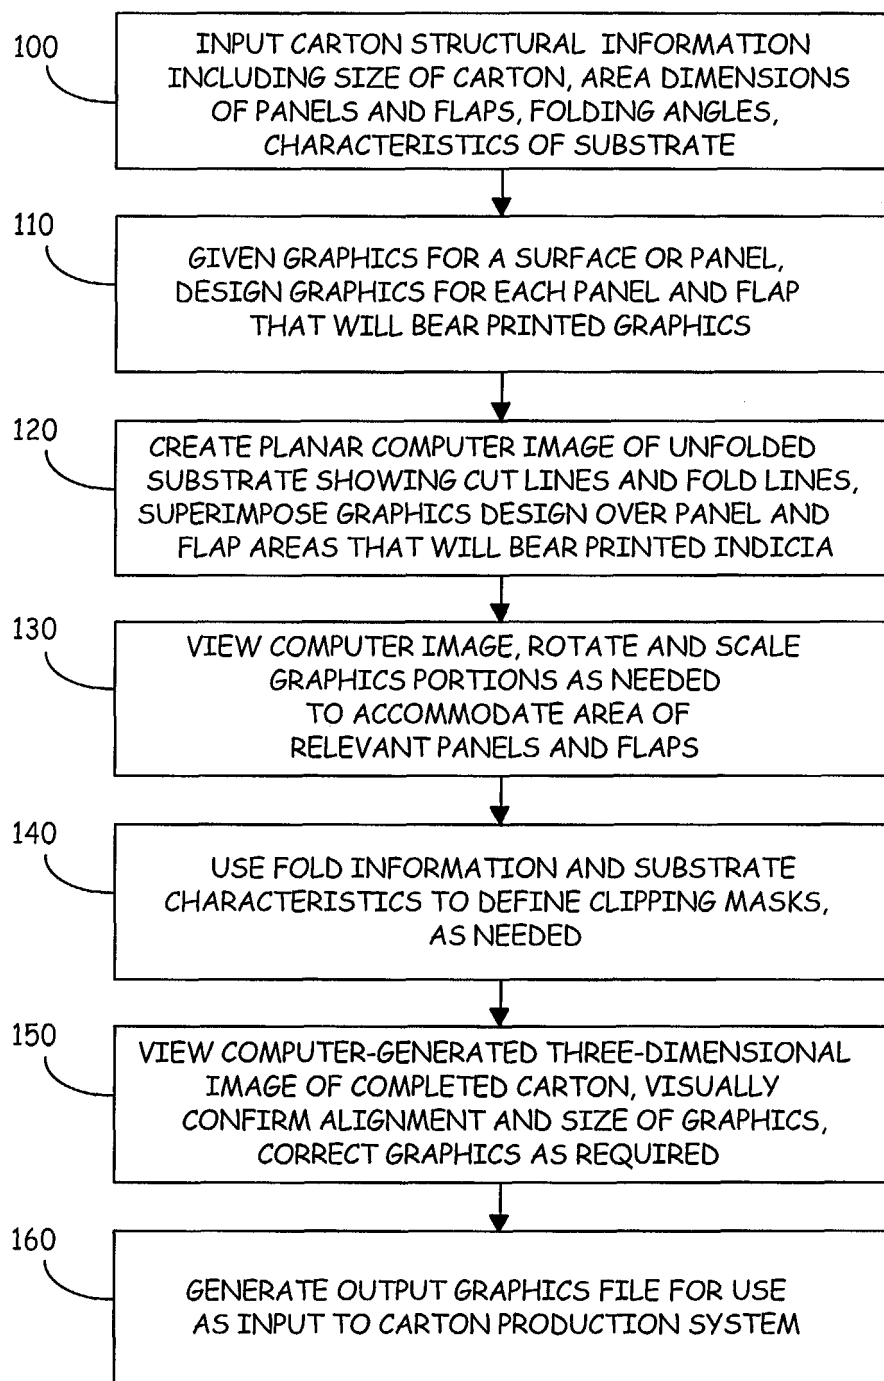 100
INPUT CARTON STRUCTURAL INFORMATION
INCLUDING SIZE OF CARTON, AREA DIMENSIONS
OF PANELS AND FLAPS, FOLDING ANGLES,
CHARACTERISTICS OF SUBSTRATE
110
GIVEN GRAPHICS FOR A SURFACE OR PANEL,
DESIGN GRAPHICS FOR EACH PANEL AND FLAP
THAT WILL BEAR PRINTED GRAPHICS
120
CREATE PLANAR COMPUTER IMAGE OF UNFOLDED
SUBSTRATE SHOWING CUT LINES AND FOLD LINES,
SUPERIMPOSE GRAPHICS DESIGN OVER PANEL AND
FLAP AREAS THAT WILL BEAR PRINTED INDICIA
130
VIEW COMPUTER IMAGE, ROTATE AND SCALE
GRAPHICS PORTIONS AS NEEDED
TO ACCOMMODATE AREA OF
RELEVANT PANELS AND FLAPS
140
USE FOLD INFORMATION AND SUBSTRATE
CHARACTERISTICS TO DEFINE CLIPPING MASKS,
AS NEEDED
150
VIEW COMPUTER-GENERATED THREE-DIMENSIONAL
IMAGE OF COMPLETED CARTON, VISUALLY
CONFIRM ALIGNMENT AND SIZE OF GRAPHICS,
CORRECT GRAPHICS AS REQUIRED
160
GENERATE OUTPUT GRAPHICS FILE FOR USE
AS INPUT TO CARTON PRODUCTION SYSTEM